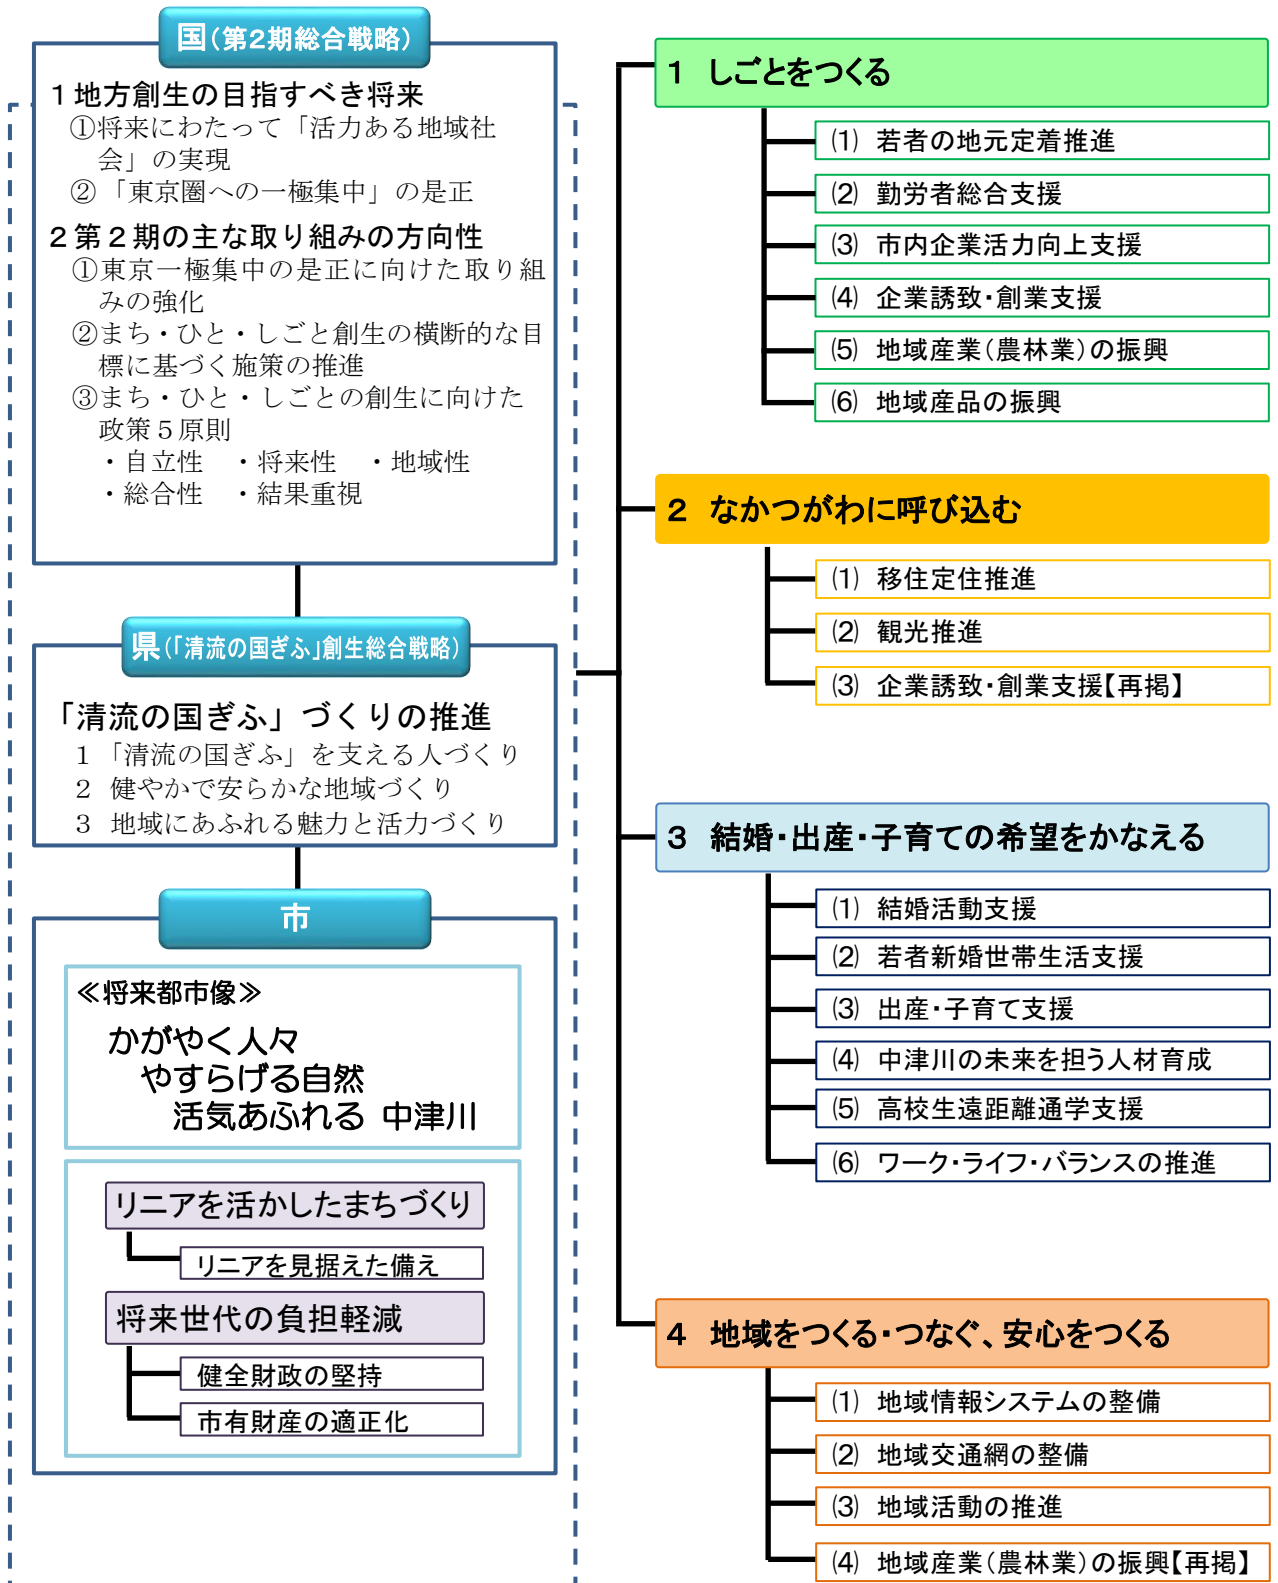 国(第2期総合戦略)
1 地方創生の目指すべき将来
①将来にわたって「活力ある地域社
会」の実現
②「東京圏への一極集中」の是正
2 第2期の主な取り組みの方向性
①東京一極集中の是正に向けた取り組
みの強化
②まち・ひと・しごと創生の横断的な目
標に基づく施策の推進
③まち・ひと・しごとの創生に向けた
政策5原則
・自立性 ・将来性 ・地域性
・総合性 ・結果重視
県(「清流の国ぎふ」創生総合戦略)
「清流の国ぎふ」づくりの推進
1 「清流の国ぎふ」を支える人づくり
2 健やかで安らかな地域づくり
3 地域にあふれる魅力と活力づくり
市
≪将来都市像≫
かがやく人々
やすらげる自然
活気あふれる 中津川
リニアを活かしたまちづくり
リニアを見据えた備え
将来世代の負担軽減
健全財政の堅持
市有財産の適正化
1 しごとをつくる
(1) 若者の地元定着推進
(2) 勤労者総合支援
(3) 市内企業活力向上支援
(4) 企業誘致・創業支援
(5) 地域産業(農林業)の振興
(6) 地域産品の振興
2 なかつがわに呼び込む
(1) 移住定住推進
(2) 観光推進
(3) 企業誘致・創業支援【再掲】
3 結婚・出産・子育ての希望をかなえる
(1) 結婚活動支援
(2) 若者新婚世帯生活支援
(3) 出産・子育て支援
(4) 中津川の未来を担う人材育成
(5) 高校生遠距離通学支援
(6) ワーク・ライフ・バランスの推進
4 地域をつくる・つなぐ、安心をつくる
(1) 地域情報システムの整備
(2) 地域交通網の整備
(3) 地域活動の推進
(4) 地域産業(農林業)の振興【再掲】